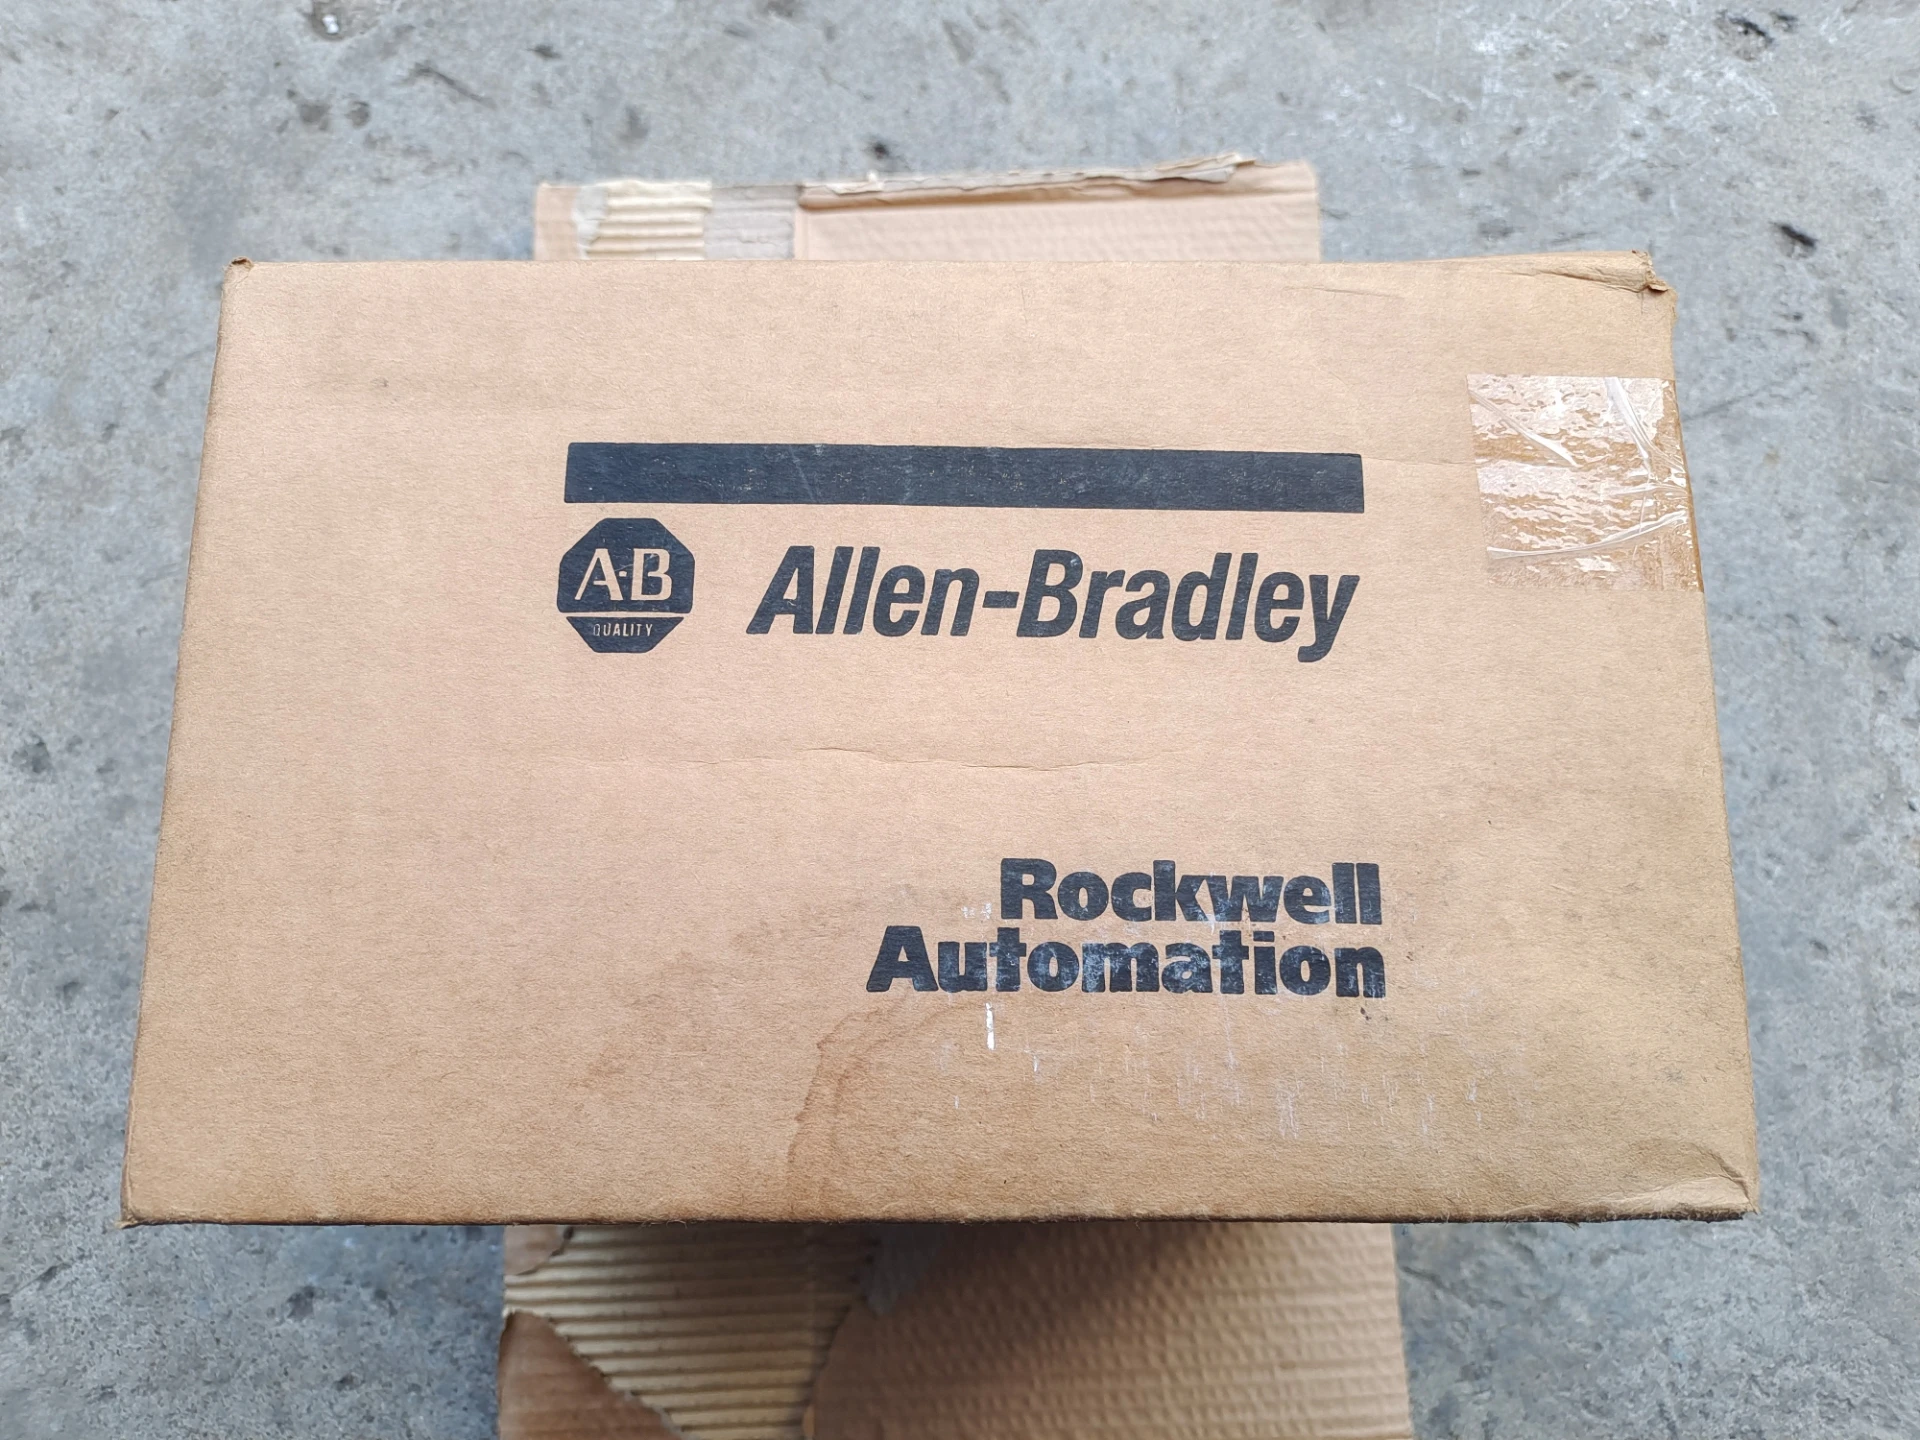 A-B
QUALITY
Allen-Bradley
Rockwell
Automation